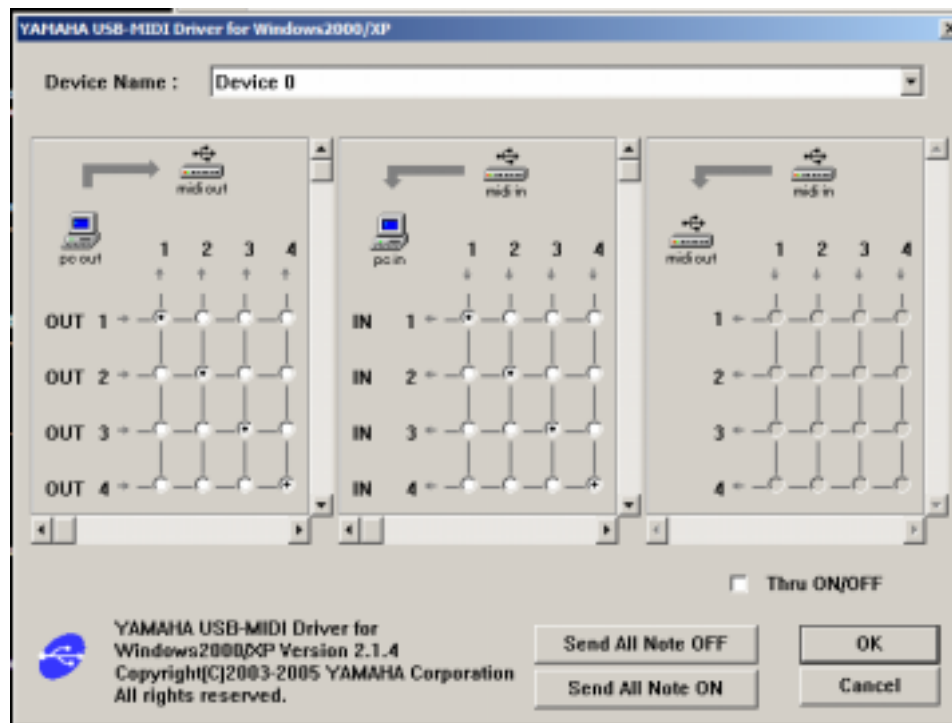 YAMAHA USB-MIDI Driver for Windows2000/XP
Device Name : Device 0
midi out
pc out
1 2 3 4
OUT 1
OUT 2
OUT 3
OUT 4
midi in
pc in
1 2 3 4
IN 1
IN 2
IN 3
IN 4
midi in
midi out
1 2 3 4
1
2
3
4
Thru ON/OFF
YAMAHA USB-MIDI Driver for
Windows2000/XP Version 2.1.4
Copyright(C)2003-2005 YAMAHA Corporation
All rights reserved.
Send All Note OFF
Send All Note ON
OK
Cancel